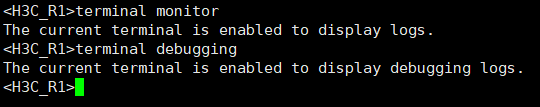 <H3C_R1>terminal monitor
The current terminal is enabled to display logs.
<H3C_R1>terminal debugging
The current terminal is enabled to display debugging logs.
<H3C_R1>